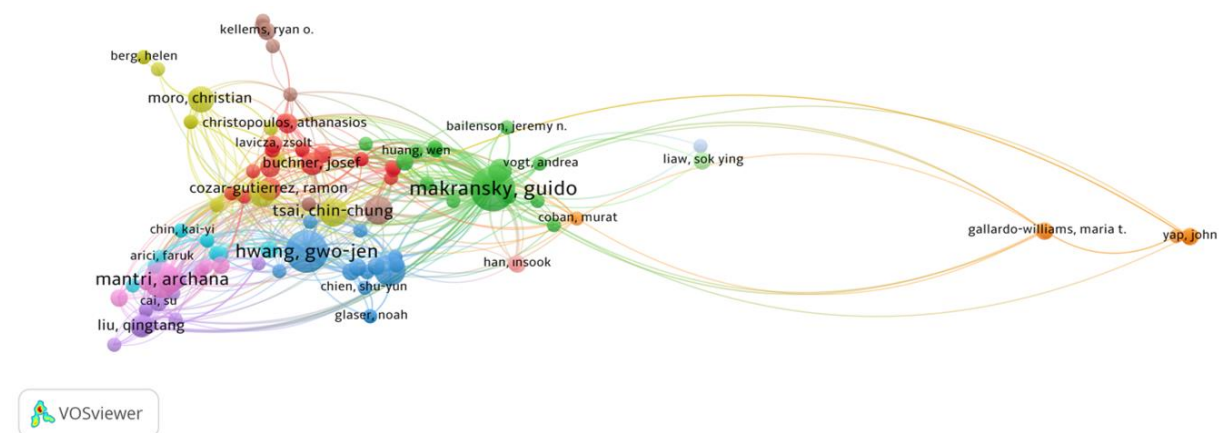 kellems, ryan o.
berg, helen
moro, christian
christopoulos, athanasios
bailenson, jeremy n.
lavicza, zsolt
huang, wen
vogt, andrea
liaw, sok ying
buchner, josef
makransky, guido
cozar-gutierrez, ramon
tsai, chin-chung
coban, murat
chin, kai-yi
gallardo-williams, maria t.
yap, john
hwang, gwo-jen
arici, faruk
han, insook
mantri, archana
chien, shu-yun
cai, su
glaser, noah
liu, qingtang
VOSviewer